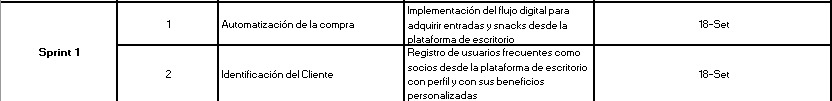 Sprint 1
1
Automatización de la compra
Implementación del flujo digital para
adquirir entradas y snacks desde la
plataforma de escritorio
18-Set
2
Identificación del Cliente
Registro de usuarios frecuentes como
socios desde la plataforma de escritorio
con perfil y con sus beneficios
personalizadas
18-Set